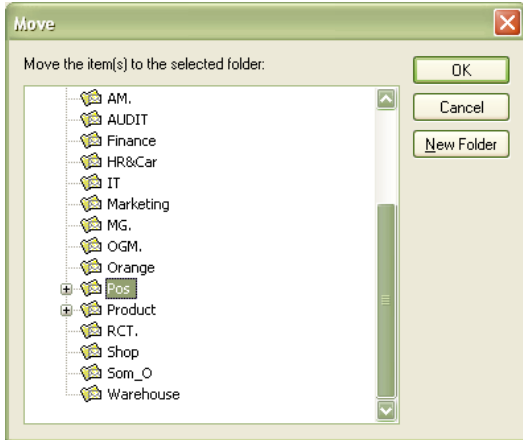 Move
Move the item(s) to the selected folder:
OK
Cancel
New Folder
AM.
AUDIT
Finance
HR&Car
IT
Marketing
MG.
OGM.
Orange
Pos
Product
RCT.
Shop
Som_O
Warehouse